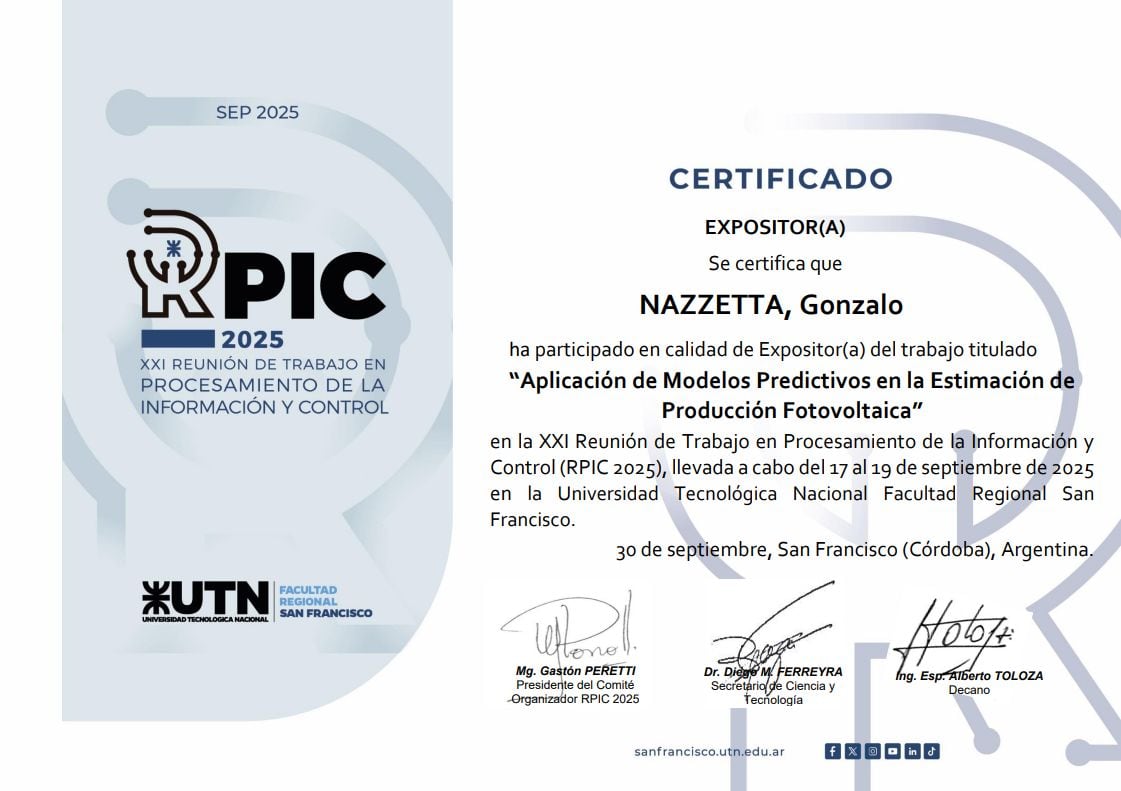 SEP 2025
RPIC
2025
XXI REUNIÓN DE TRABAJO EN
PROCESAMIENTO DE LA
INFORMACIÓN Y CONTROL
UTN
UNIVERSIDAD TECNOLOGICA NACIONAL
FACULTAD
REGIONAL
SAN FRANCISCO
CERTIFICADO
EXPOSITOR(A)
Se certifica que
NAZZETTA, Gonzalo
ha participado en calidad de Expositor(a) del trabajo titulado
“Aplicación de Modelos Predictivos en la Estimación de
Producción Fotovoltaica”
en la XXI Reunión de Trabajo en Procesamiento de la Información y
Control (RPIC 2025), llevada a cabo del 17 al 19 de septiembre de 2025
en la Universidad Tecnológica Nacional Facultad Regional San
Francisco.
30 de septiembre, San Francisco (Córdoba), Argentina.
Mg. Gastón PERETTI
Presidente del Comité
Organizador RPIC 2025
Dr. Diego M. FERREYRA
Secretario de Ciencia y
Tecnología
Ing. Esp. Alberto TOLOZA
Decano
sanfrancisco.utn.edu.ar